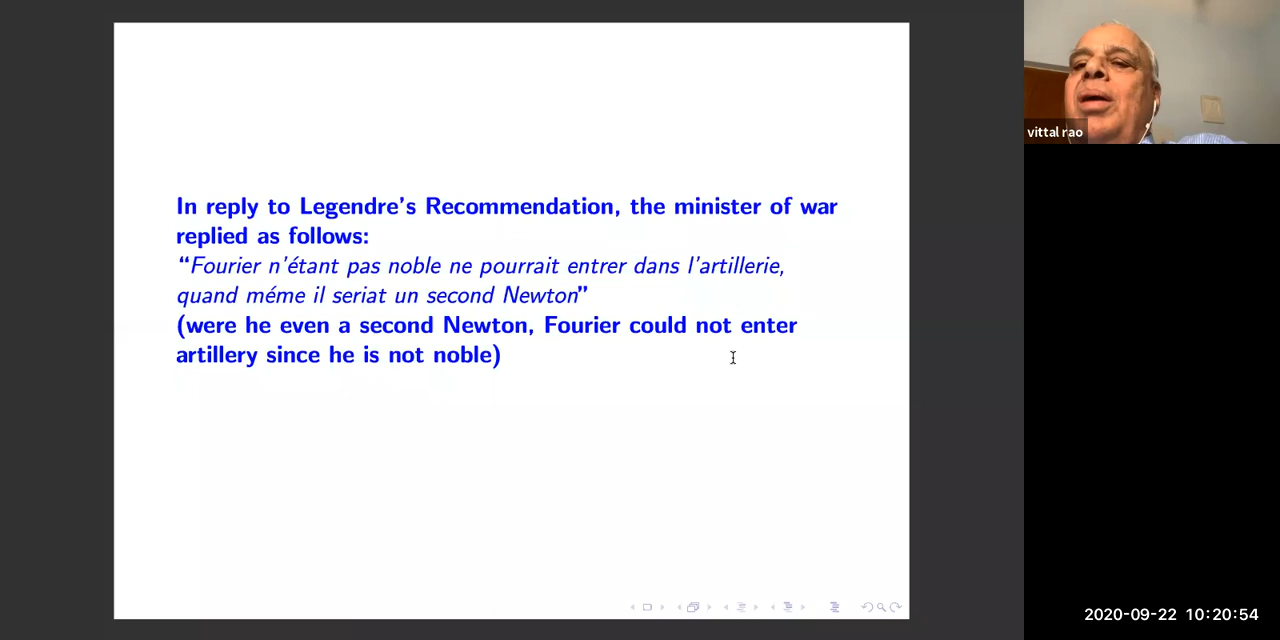 In reply to Legendre's Recommendation, the minister of war
replied as follows:
“Fourier n'étant pas noble ne pourrait entrer dans l'artillerie,
quand méme il seriat un second Newton”
(were he even a second Newton, Fourier could not enter
artillery since he is not noble)
vittal rao
2020-09-22 10:20:54